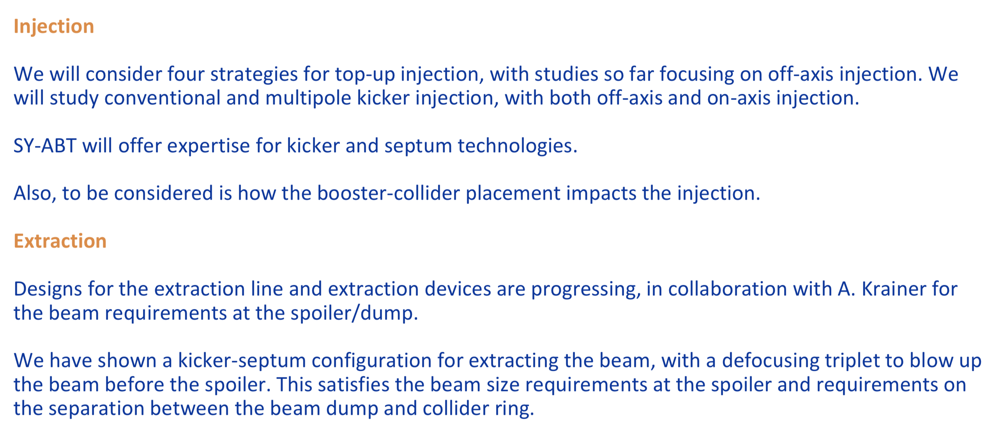 Injection
We will consider four strategies for top-up injection, with studies so far focusing on off-axis injection. We
will study conventional and multipole kicker injection, with both off-axis and on-axis injection.
SY-ABT will offer expertise for kicker and septum technologies.
Also, to be considered is how the booster-collider placement impacts the injection.
Extraction
Designs for the extraction line and extraction devices are progressing, in collaboration with A. Krainer for
the beam requirements at the spoiler/dump.
We have shown a kicker-septum configuration for extracting the beam, with a defocusing triplet to blow up
the beam before the spoiler. This satisfies the beam size requirements at the spoiler and requirements on
the separation between the beam dump and collider ring.